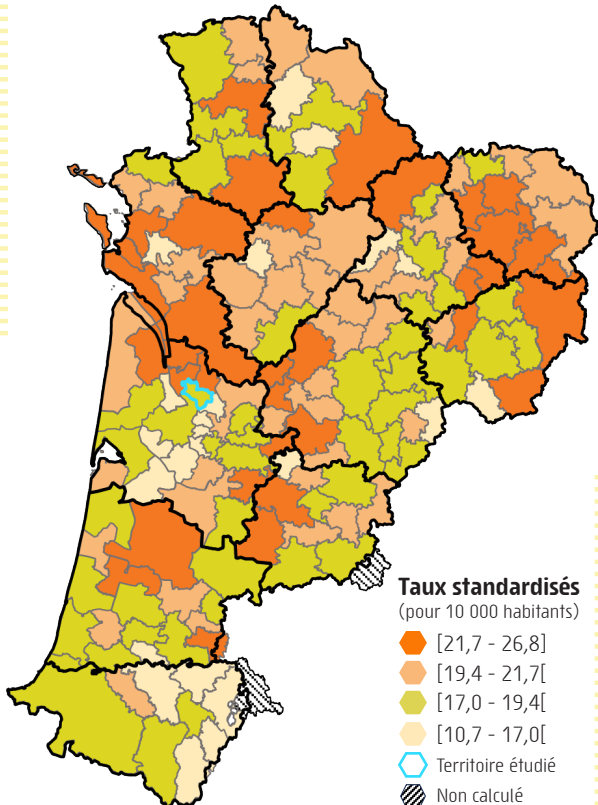 Taux standardisés
(pour 10 000 habitants)
[21,7 - 26,8]
[19,4 - 21,7[
[17,0 - 19,4[
[10,7 - 17,0[
Territoire étudié
Non calculé